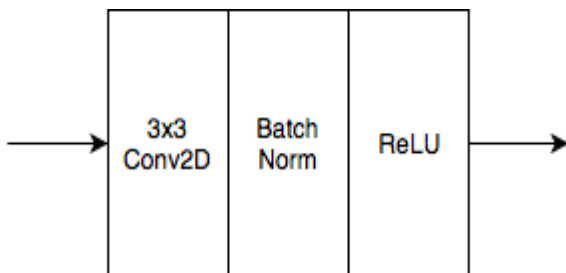 3x3
Conv2D
Batch
Norm
ReLU